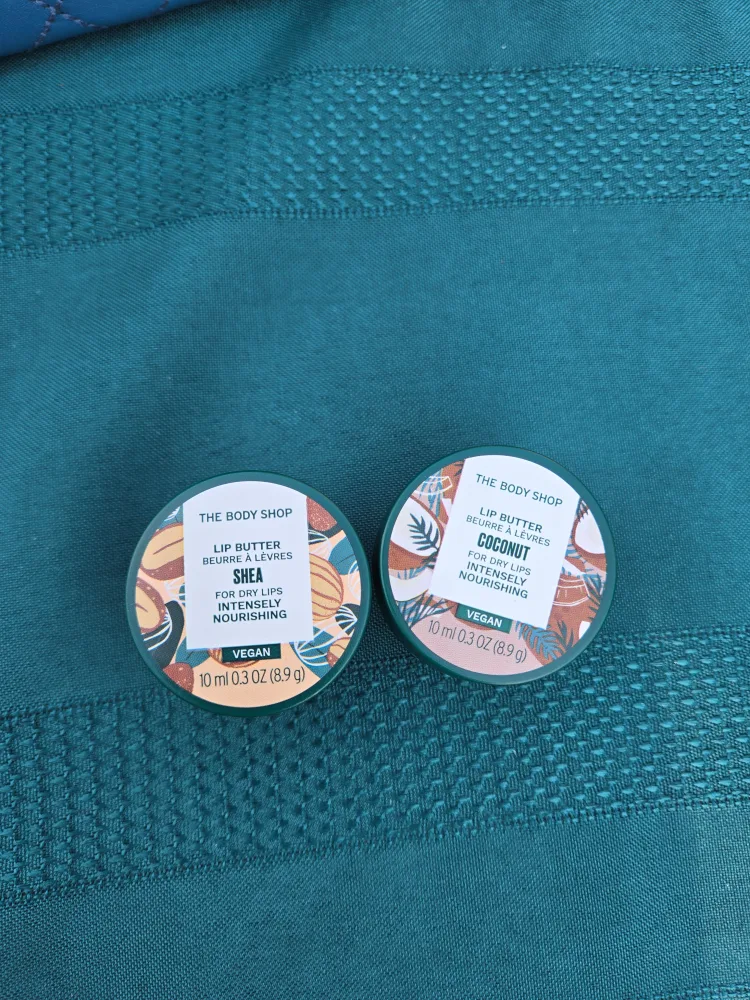 THE BODY SHOP
LIP BUTTER
BEURRE À LÈVRES
SHEA
FOR DRY LIPS
INTENSELY
NOURISHING
VEGAN
10 ml 0.3 OZ (8.9 g)
THE BODY SHOP
LIP BUTTER
BEURRE À LÈVRES
COCONUT
FOR DRY LIPS
INTENSELY
NOURISHING
VEGAN
10 ml 0.3 OZ (8.9 g)